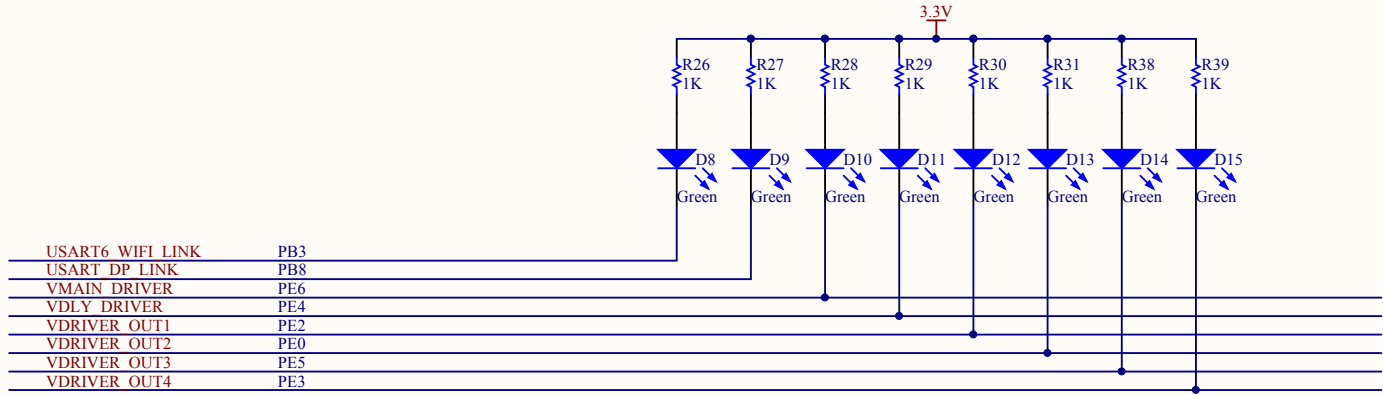 3.3V
R26 R27 R28 R29 R30 R31 R38 R39
1K 1K 1K 1K 1K 1K 1K 1K
D8 D9 D10 D11 D12 D13 D14 D15
Green Green Green Green Green Green Green Green
USART6_WIFI_LINK PB3
USART_DP_LINK PB8
VMAIN_DRIVER PE6
VDLY_DRIVER PE4
VDRIVER_OUT1 PE2
VDRIVER_OUT2 PE0
VDRIVER_OUT3 PE5
VDRIVER_OUT4 PE3